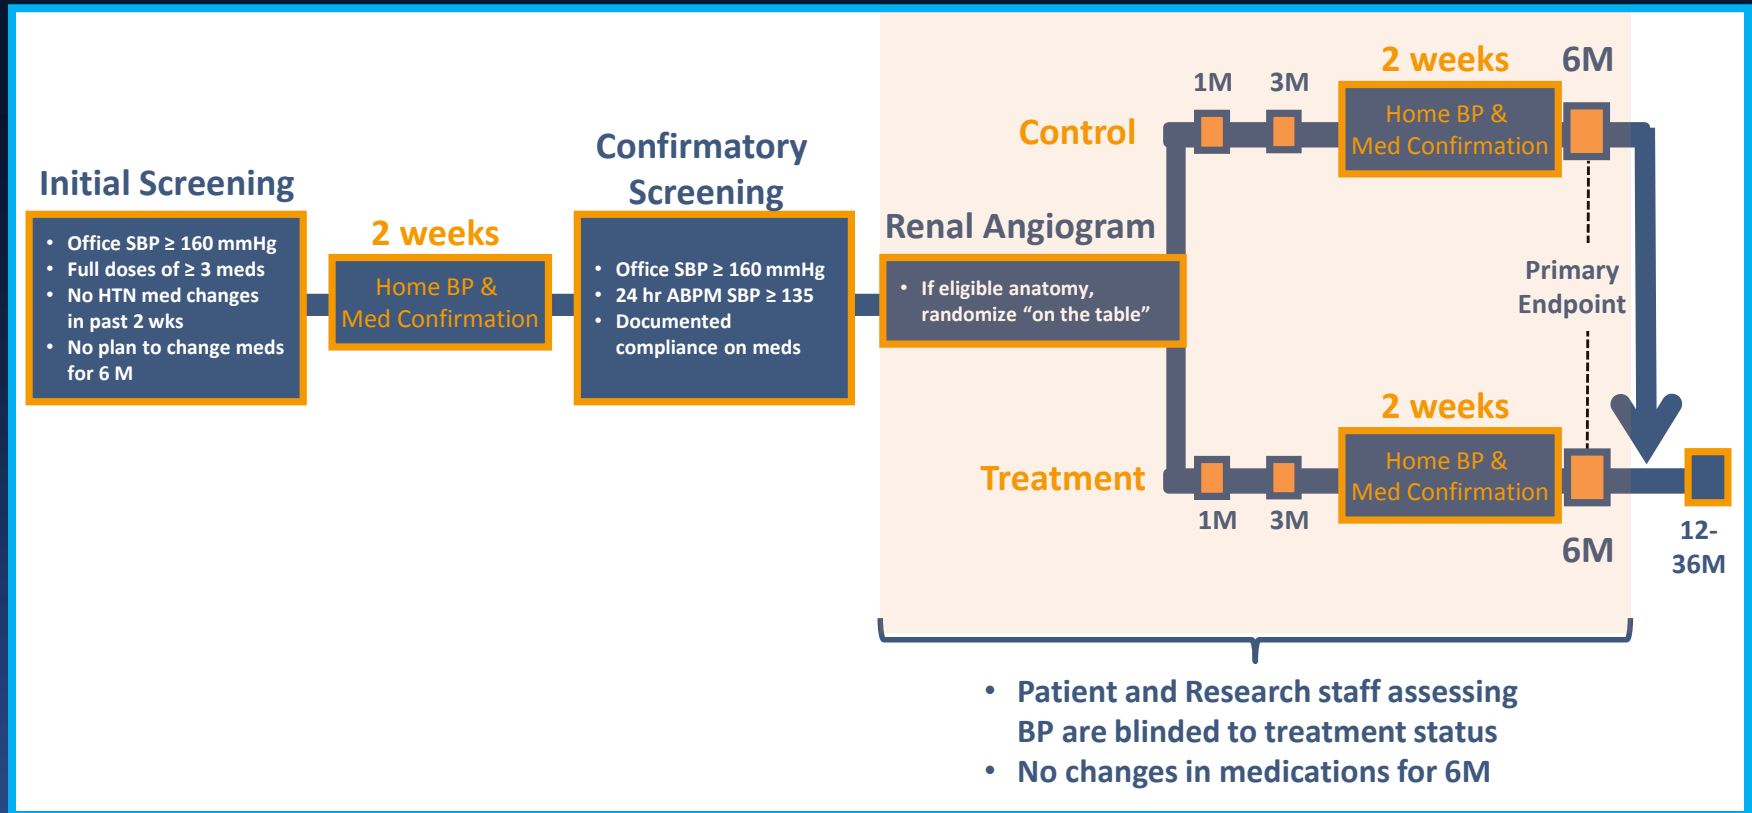 Initial Screening
• Office SBP ≥ 160 mmHg
• Full doses of ≥ 3 meds
• No HTN med changes
in past 2 wks
• No plan to change meds
for 6 M
2 weeks
Home BP &
Med Confirmation
Confirmatory
Screening
• Office SBP ≥ 160 mmHg
• 24 hr ABPM SBP ≥ 135
• Documented
compliance on meds
Renal Angiogram
• If eligible anatomy,
randomize “on the table”
Control
1M
3M
2 weeks
Home BP &
Med Confirmation
6M
Primary
Endpoint
Treatment
1M
3M
2 weeks
Home BP &
Med Confirmation
6M
12-
36M
• Patient and Research staff assessing
BP are blinded to treatment status
• No changes in medications for 6M